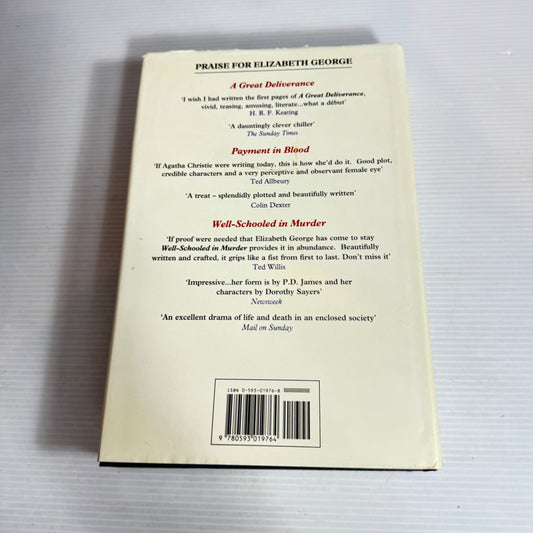 PRAISE FOR ELIZABETH GEORGE
A Great Deliverance
'I wish I had written the first pages of A Great Deliverance,
vivid, teasing, amusing, literate...what a début'
H. R. F. Keating
'A dauntingly clever chiller'
The Sunday Times
Payment in Blood
'If Agatha Christie were writing today, this is how she'd do it. Good plot,
credible characters and a very perceptive and observant female eye'
Ted Allbeury
'A treat – splendidly plotted and beautifully written'
Colin Dexter
Well-Schooled in Murder
'If proof were needed that Elizabeth George has come to stay
Well-Schooled in Murder provides it in abundance. Beautifully
written and crafted, it grips like a fist from first to last. Don't miss it'
Ted Willis
'Impressive...her form is by P.D. James and her
characters by Dorothy Sayers'
Newsweek
'An excellent drama of life and death in an enclosed society'
Mail on Sunday
ISBN 0-593-01976-8
9 780593 019764